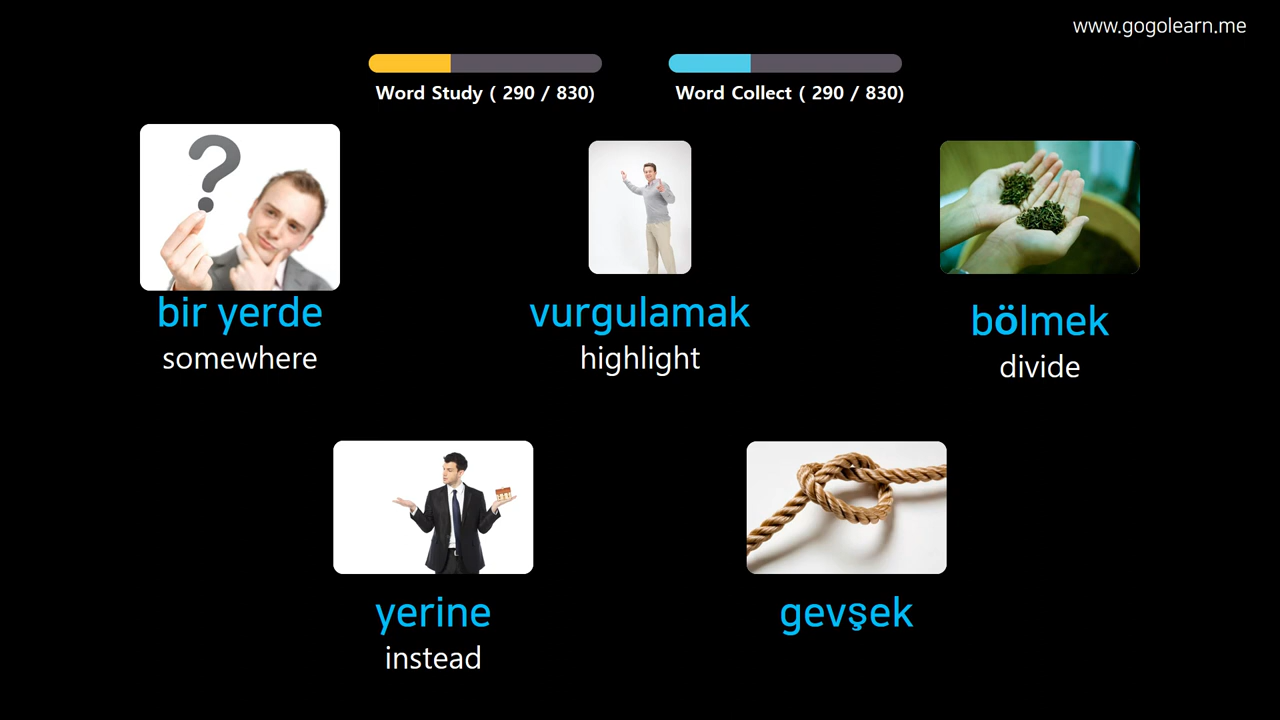 www.gogolearn.me
Word Study ( 290 / 830)
Word Collect ( 290 / 830)
bir yerde
somewhere
vurgulamak
highlight
bölmek
divide
yerine
instead
gevşek